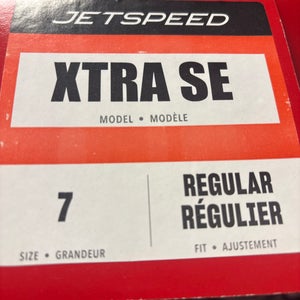 JETSPEED
XTRA SE
MODEL • MODÈLE
7
SIZE • GRANDEUR
REGULAR
RÉGULIER
FIT • AJUSTEMENT